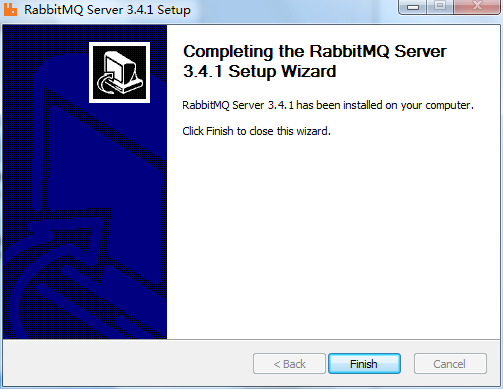 RabbitMQ Server 3.4.1 Setup
Completing the RabbitMQ Server
3.4.1 Setup Wizard
RabbitMQ Server 3.4.1 has been installed on your computer.
Click Finish to close this wizard.
< Back
Finish
Cancel